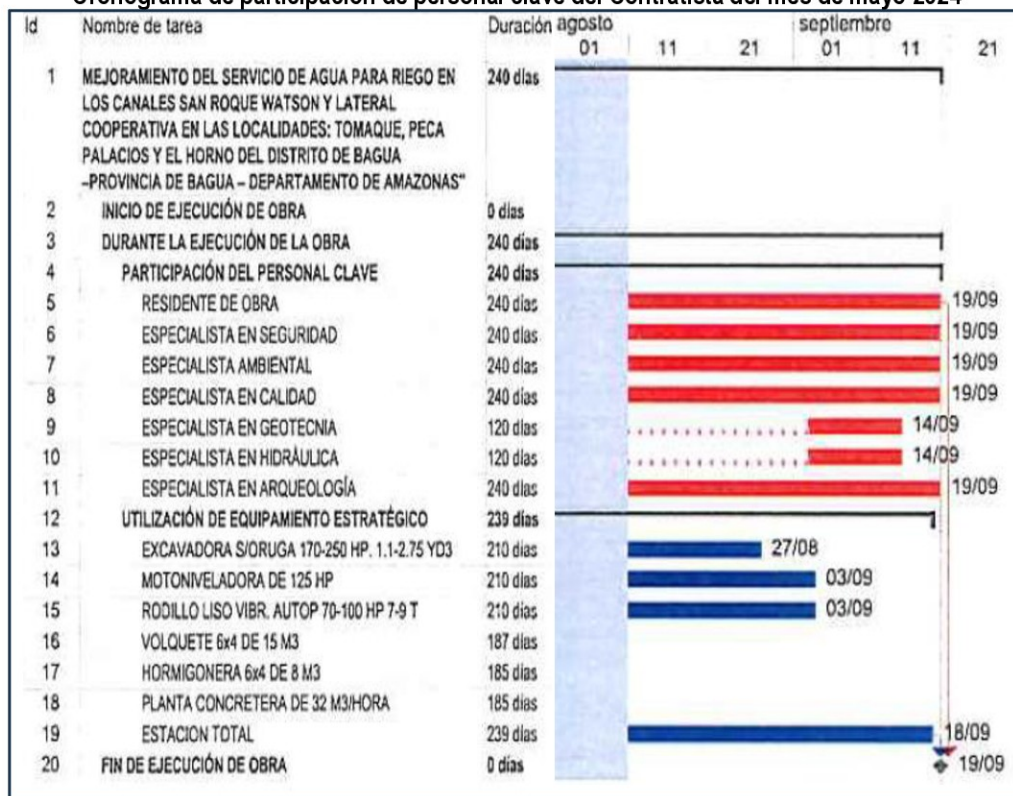 Cronograma de participación de personal clave del Contratista del mes de mayo 2024
Id Nombre de tarea Duración agosto septiembre
01 11 21 01 11 21
1 MEJORAMIENTO DEL SERVICIO DE AGUA PARA RIEGO EN 240 días
LOS CANALES SAN ROQUE WATSON Y LATERAL
COOPERATIVA EN LAS LOCALIDADES: TOMAQUE, PECA
PALACIOS Y EL HORNO DEL DISTRITO DE BAGUA
–PROVINCIA DE BAGUA – DEPARTAMENTO DE AMAZONAS"
2 INICIO DE EJECUCIÓN DE OBRA 0 días
3 DURANTE LA EJECUCIÓN DE LA OBRA 240 días
4 PARTICIPACIÓN DEL PERSONAL CLAVE 240 días
5 RESIDENTE DE OBRA 240 días 19/09
6 ESPECIALISTA EN SEGURIDAD 240 días 19/09
7 ESPECIALISTA AMBIENTAL 240 días 19/09
8 ESPECIALISTA EN CALIDAD 240 días 19/09
9 ESPECIALISTA EN GEOTECNIA 120 días 14/09
10 ESPECIALISTA EN HIDRÁULICA 120 días 14/09
11 ESPECIALISTA EN ARQUEOLOGÍA 240 días 19/09
12 UTILIZACIÓN DE EQUIPAMIENTO ESTRATÉGICO 239 días
13 EXCAVADORA S/ORUGA 170-250 HP. 1.1-2.75 YD3 210 días 27/08
14 MOTONIVELADORA DE 125 HP 210 días 03/09
15 RODILLO LISO VIBR. AUTOP 70-100 HP 7-9 T 210 días 03/09
16 VOLQUETE 6x4 DE 15 M3 187 días
17 HORMIGONERA 6x4 DE 8 M3 185 días
18 PLANTA CONCRETERA DE 32 M3/HORA 185 días
19 ESTACION TOTAL 239 días 18/09
20 FIN DE EJECUCIÓN DE OBRA 0 días 19/09